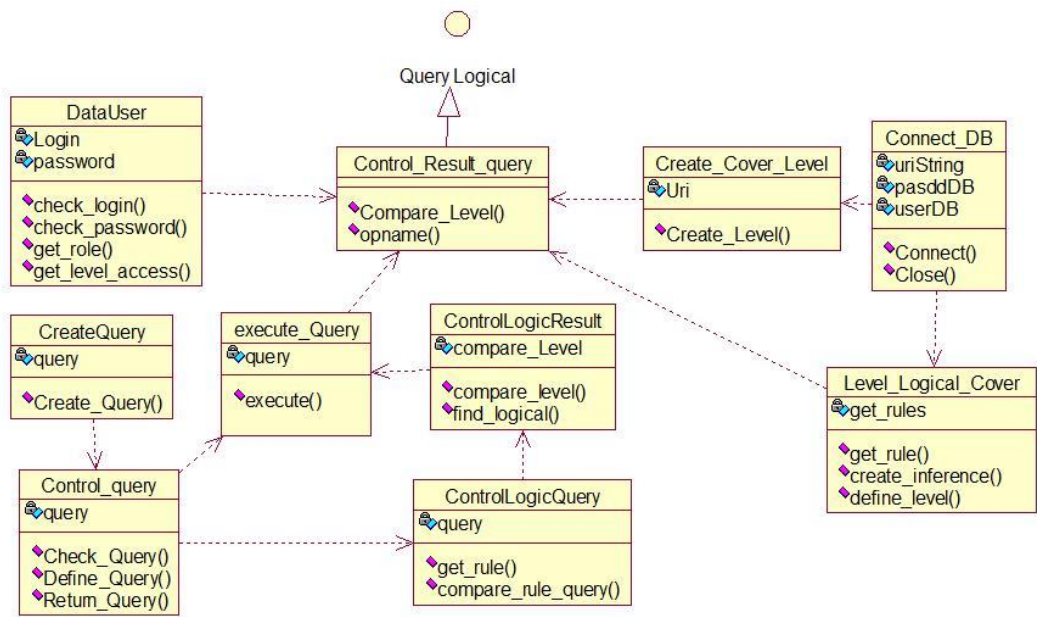 Query Logical
DataUser
Login
password
check_login()
check_password()
get_role()
get_level_access()
Control_Result_query
Compare_Level()
opname()
Create_Cover_Level
Uri
Create_Level()
Connect_DB
uriString
pasddDB
userDB
Connect()
Close()
CreateQuery
query
Create_Query()
execute_Query
query
execute()
ControlLogicResult
compare_Level
compare_level()
find_logical()
Level_Logical_Cover
get_rules
get_rule()
create_inference()
define_level()
Control_query
query
Check_Query()
Define_Query()
Return_Query()
ControlLogicQuery
query
get_rule()
compare_rule_query()